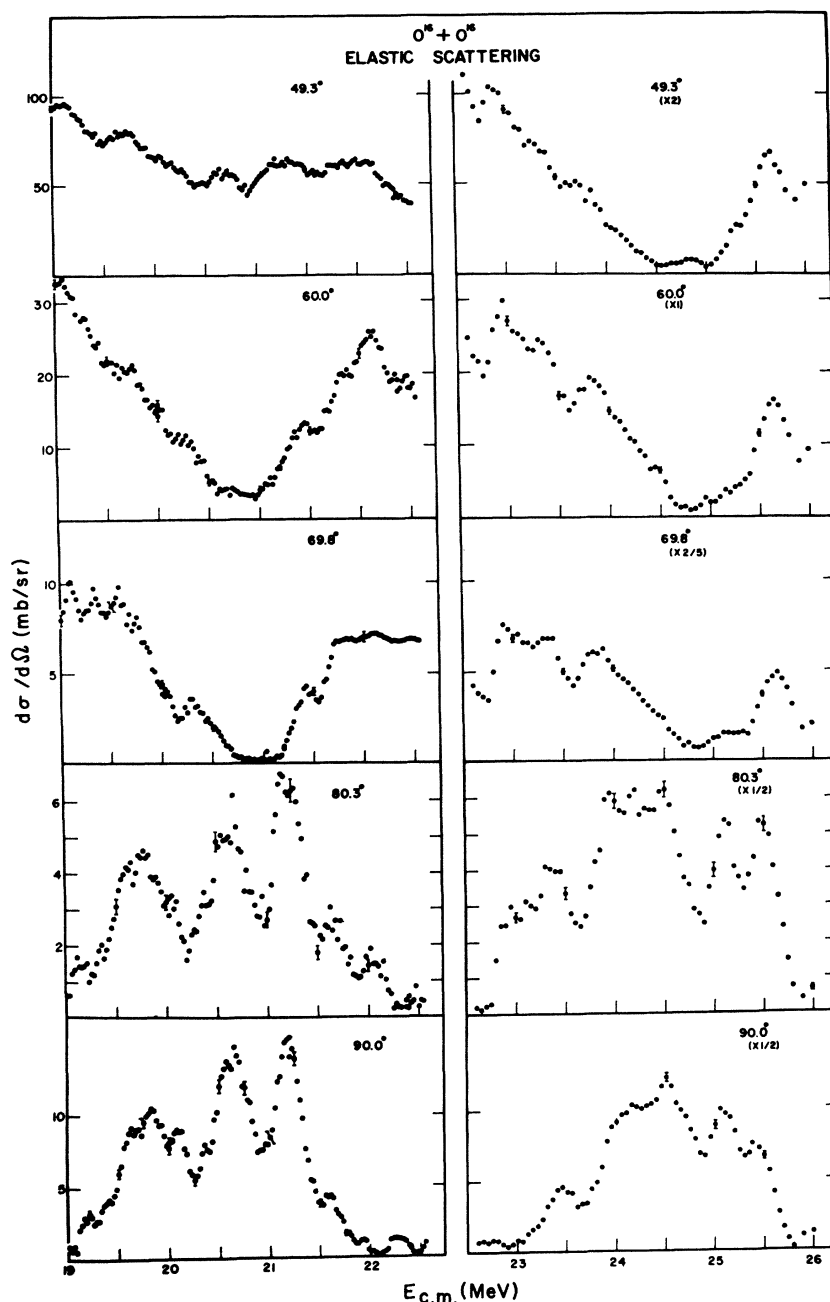 O¹⁶+O¹⁶
ELASTIC SCATTERING
49.3°
100
50
49.3°
(X2)
60.0°
30
20
10
60.0°
(X1)
69.8°
10
5
69.8°
(X2/5)
80.3°
6
4
2
80.3°
(X1/2)
90.0°
10
5
90.0°
(X1/2)
19 20 21 22
23 24 25 26
dσ/dΩ (mb/sr)
E c.m. (MeV)